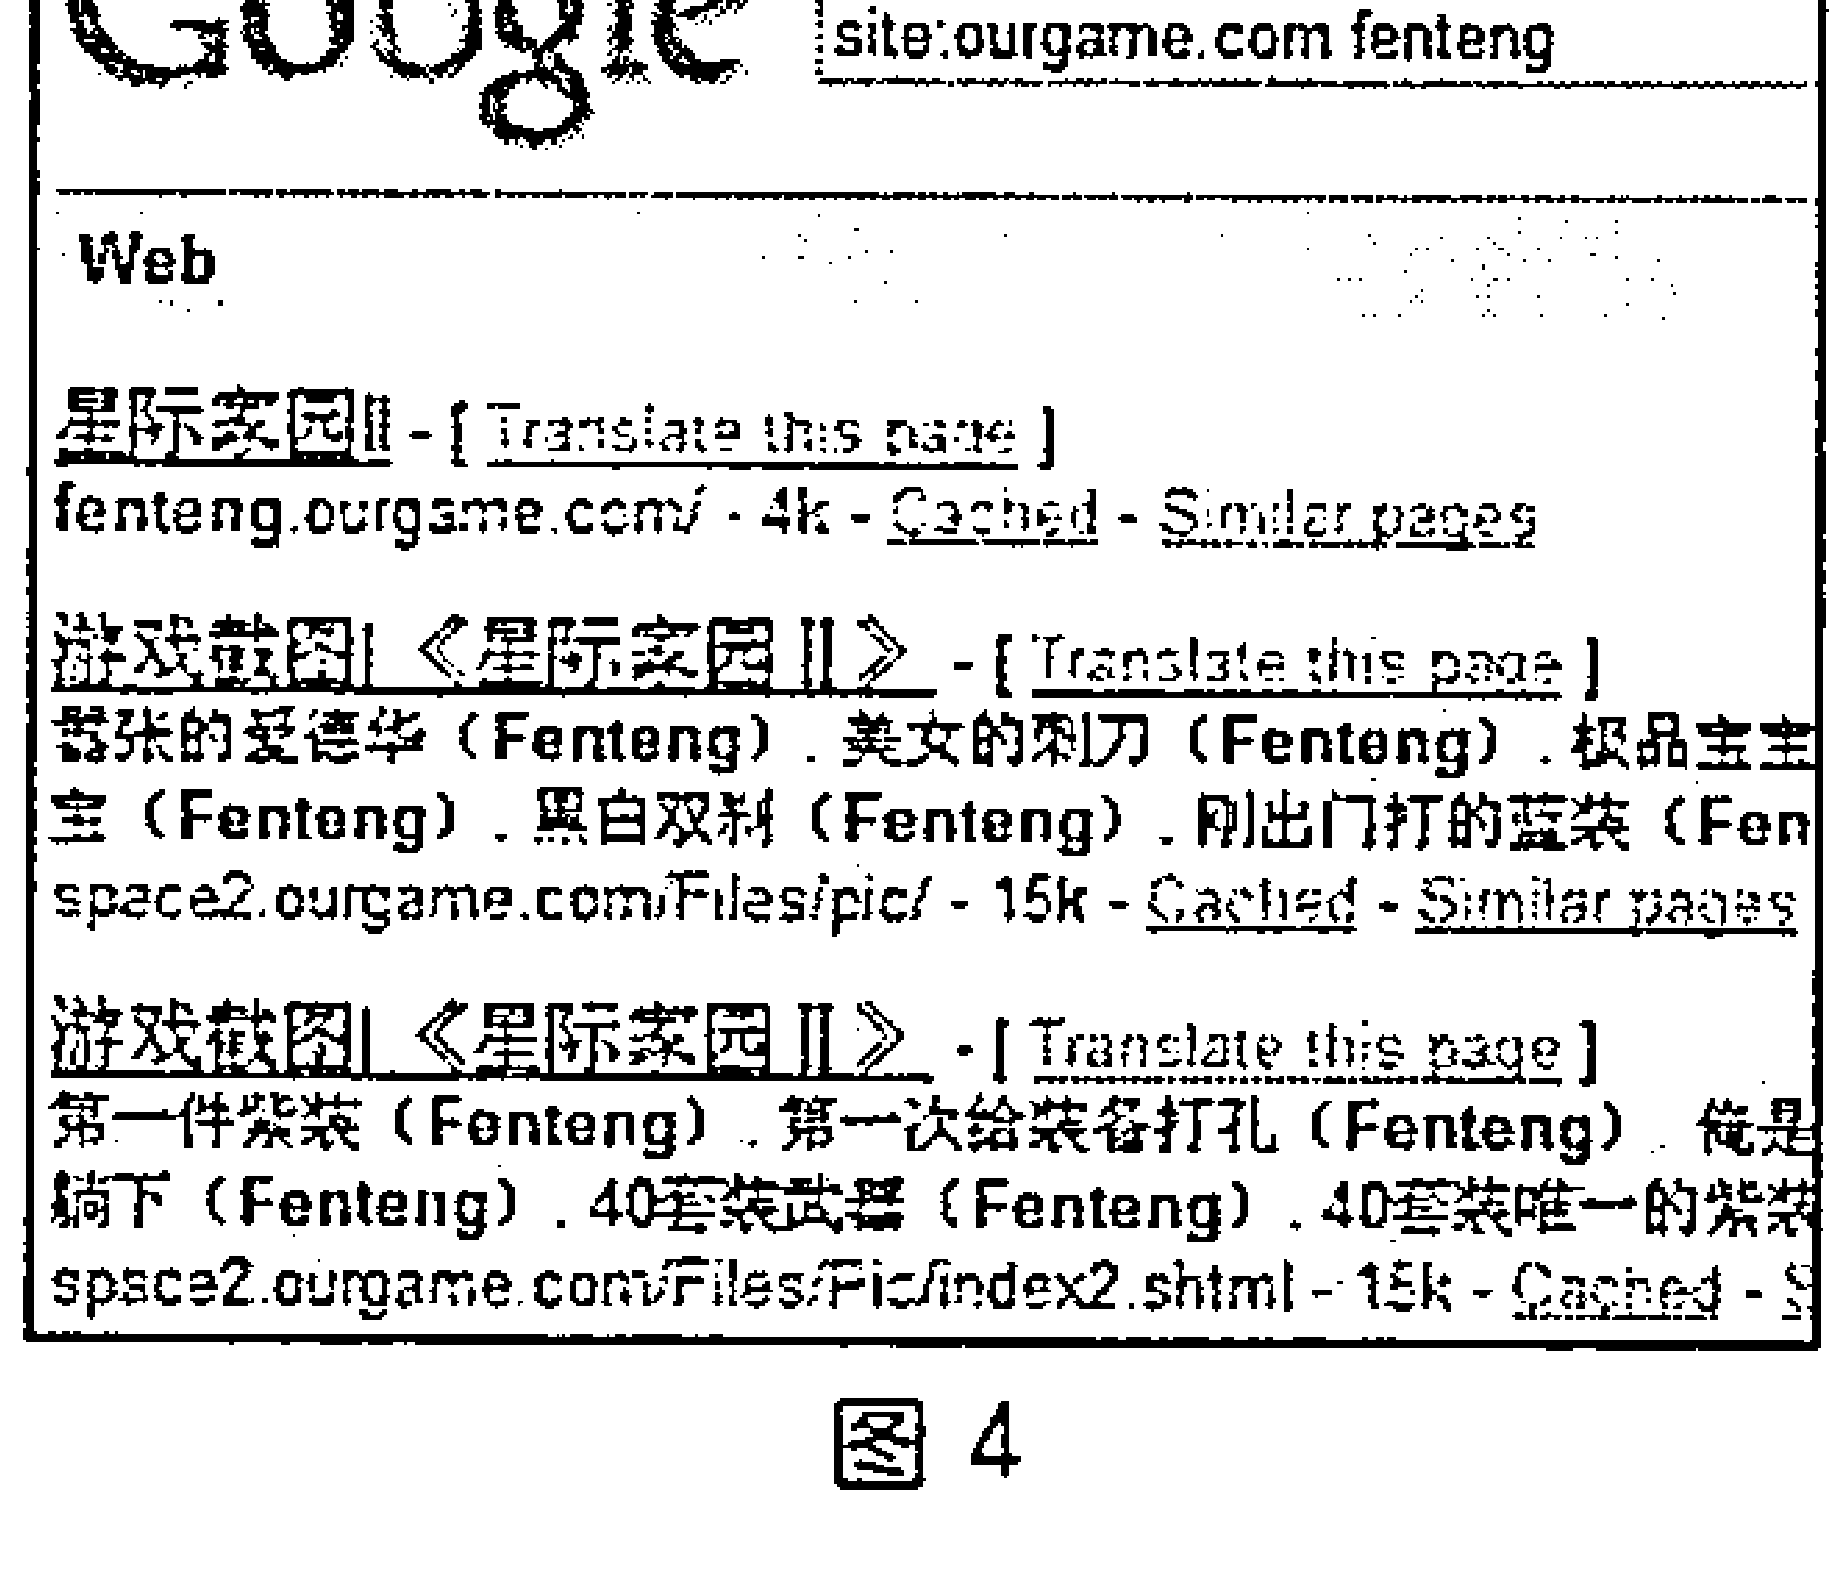 Google
site:ourgame.com fenteng
Web
星际家园II - [ Translate this page ]
fenteng.ourgame.com/ - 4k - Cached - Similar pages
游戏截图| 《星际家园 II》 - [ Translate this page ]
嚣张的爱德华（Fenteng）. 美女的剃刀（Fenteng）. 极品宝宝
宝（Fenteng）. 黑白双刹（Fenteng）. 刚出门打的蓝装（Fen
space2.ourgame.com/Files/pic/ - 15k - Cached - Similar pages
游戏截图| 《星际家园 II》 - [ Translate this page ]
第一件紫装（Fenteng）. 第一次给装备打孔（Fenteng）. 俺是
躺下（Fenteng）. 40套装武器（Fenteng）. 40套装唯一的紫装
space2.ourgame.com/Files/Pic/index2.shtml - 15k - Cached - S
图 4